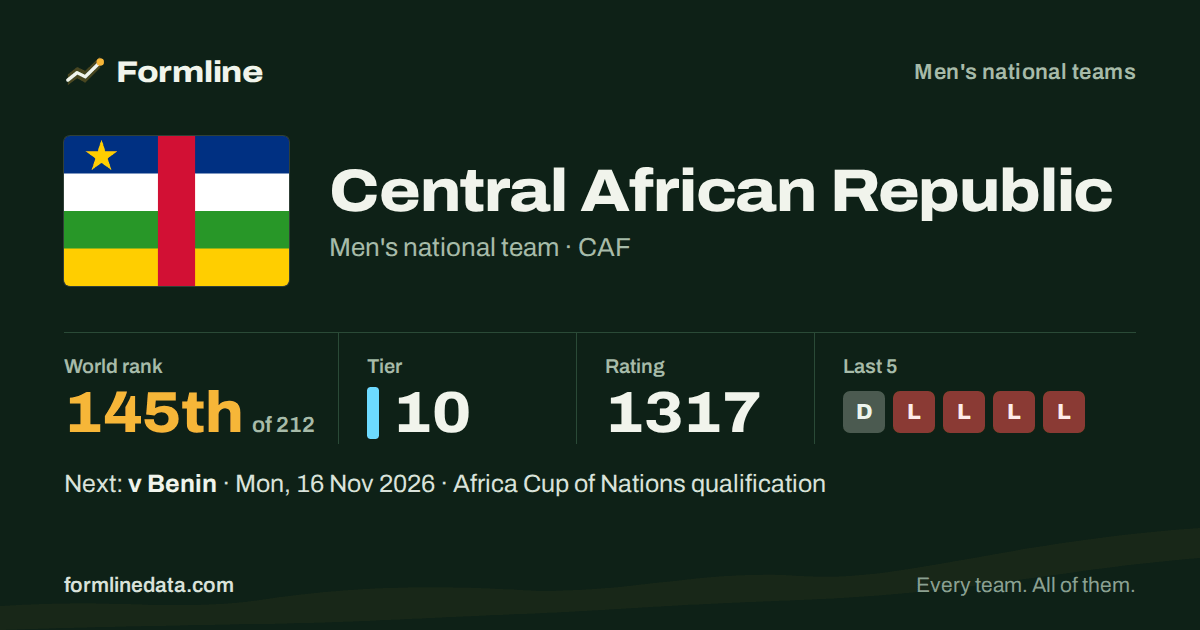 Formline
Men's national teams
Central African Republic
Men's national team · CAF
World rank
145th of 212
Tier
10
Rating
1317
Last 5
D L L L L
Next: v Benin · Mon, 16 Nov 2026 · Africa Cup of Nations qualification
formlinedata.com
Every team. All of them.